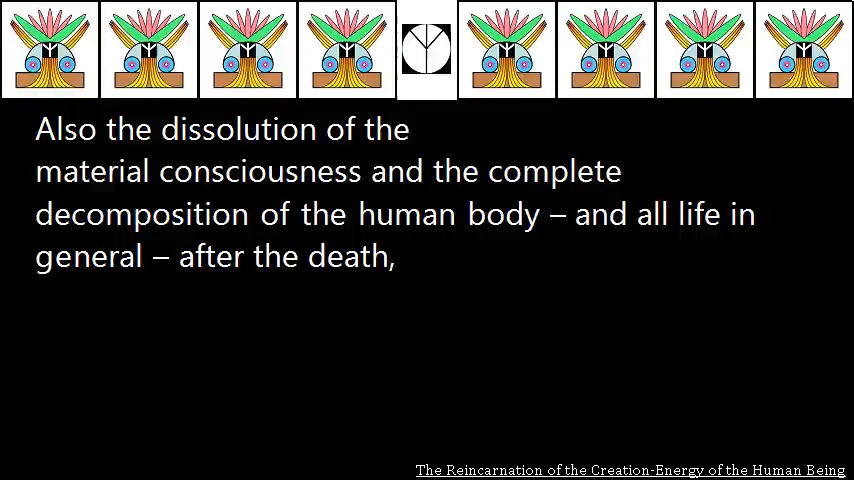 Also the dissolution of the
material consciousness and the complete
decomposition of the human body – and all life in
general – after the death,
The Reincarnation of the Creation-Energy of the Human Being